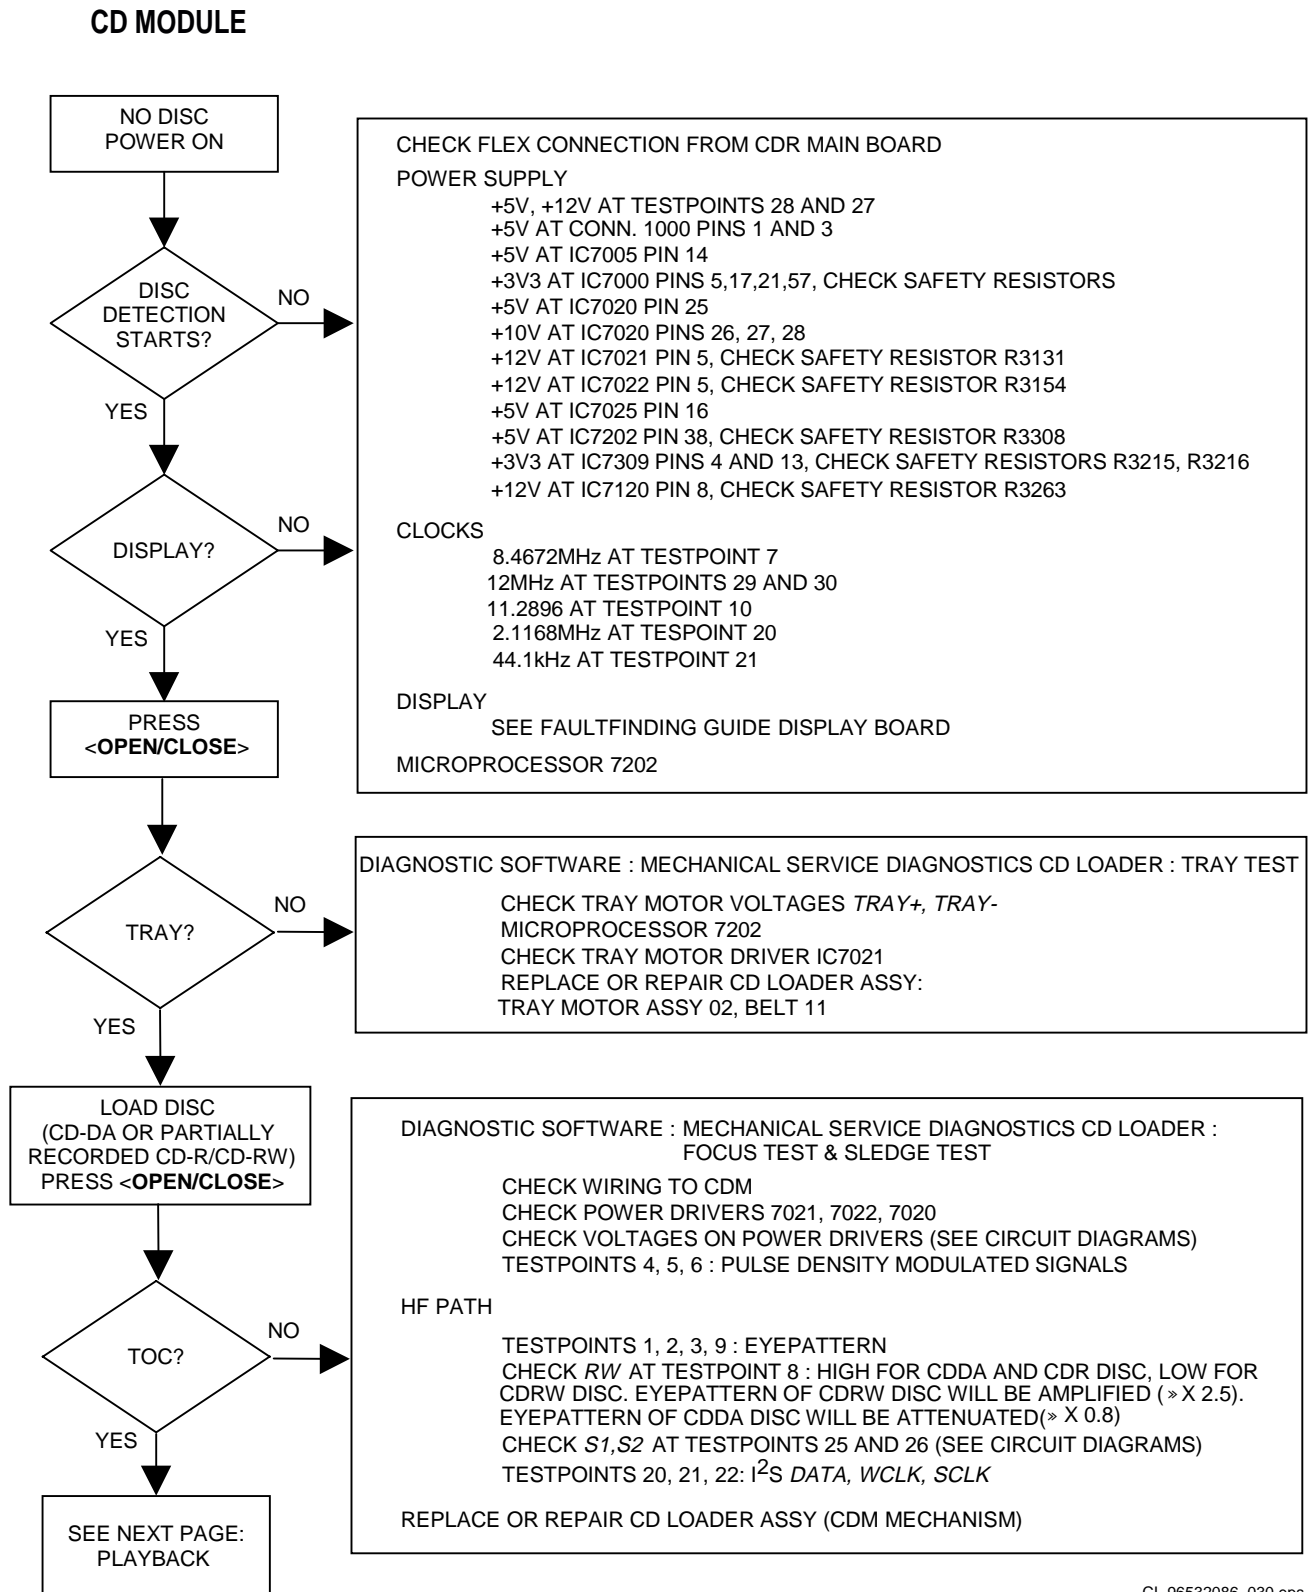 CD MODULE
NO DISC
POWER ON
DISC
DETECTION
STARTS?
NO
YES
CHECK FLEX CONNECTION FROM CDR MAIN BOARD
POWER SUPPLY
+5V, +12V AT TESTPOINTS 28 AND 27
+5V AT CONN. 1000 PINS 1 AND 3
+5V AT IC7005 PIN 14
+3V3 AT IC7000 PINS 5,17,21,57, CHECK SAFETY RESISTORS
+5V AT IC7020 PIN 25
+10V AT IC7020 PINS 26, 27, 28
+12V AT IC7021 PIN 5, CHECK SAFETY RESISTOR R3131
+12V AT IC7022 PIN 5, CHECK SAFETY RESISTOR R3154
+5V AT IC7025 PIN 16
+5V AT IC7202 PIN 38, CHECK SAFETY RESISTOR R3308
+3V3 AT IC7309 PINS 4 AND 13, CHECK SAFETY RESISTORS R3215, R3216
+12V AT IC7120 PIN 8, CHECK SAFETY RESISTOR R3263
CLOCKS
8.4672MHz AT TESTPOINT 7
12MHz AT TESTPOINTS 29 AND 30
11.2896 AT TESTPOINT 10
2.1168MHz AT TESPOINT 20
44.1kHz AT TESTPOINT 21
DISPLAY
SEE FAULTFINDING GUIDE DISPLAY BOARD
MICROPROCESSOR 7202
DISPLAY?
NO
YES
PRESS
<OPEN/CLOSE>
TRAY?
NO
YES
DIAGNOSTIC SOFTWARE : MECHANICAL SERVICE DIAGNOSTICS CD LOADER : TRAY TEST
CHECK TRAY MOTOR VOLTAGES TRAY+, TRAY-
MICROPROCESSOR 7202
CHECK TRAY MOTOR DRIVER IC7021
REPLACE OR REPAIR CD LOADER ASSY:
TRAY MOTOR ASSY 02, BELT 11
LOAD DISC
(CD-DA OR PARTIALLY
RECORDED CD-R/CD-RW)
PRESS <OPEN/CLOSE>
TOC?
NO
YES
DIAGNOSTIC SOFTWARE : MECHANICAL SERVICE DIAGNOSTICS CD LOADER :
FOCUS TEST & SLEDGE TEST
CHECK WIRING TO CDM
CHECK POWER DRIVERS 7021, 7022, 7020
CHECK VOLTAGES ON POWER DRIVERS (SEE CIRCUIT DIAGRAMS)
TESTPOINTS 4, 5, 6 : PULSE DENSITY MODULATED SIGNALS
HF PATH
TESTPOINTS 1, 2, 3, 9 : EYEPATTERN
CHECK RW AT TESTPOINT 8 : HIGH FOR CDDA AND CDR DISC, LOW FOR
CDRW DISC. EYEPATTERN OF CDRW DISC WILL BE AMPLIFIED ( » X 2.5).
EYEPATTERN OF CDDA DISC WILL BE ATTENUATED(» X 0.8)
CHECK S1,S2 AT TESTPOINTS 25 AND 26 (SEE CIRCUIT DIAGRAMS)
TESTPOINTS 20, 21, 22: I²S DATA, WCLK, SCLK
REPLACE OR REPAIR CD LOADER ASSY (CDM MECHANISM)
SEE NEXT PAGE:
PLAYBACK